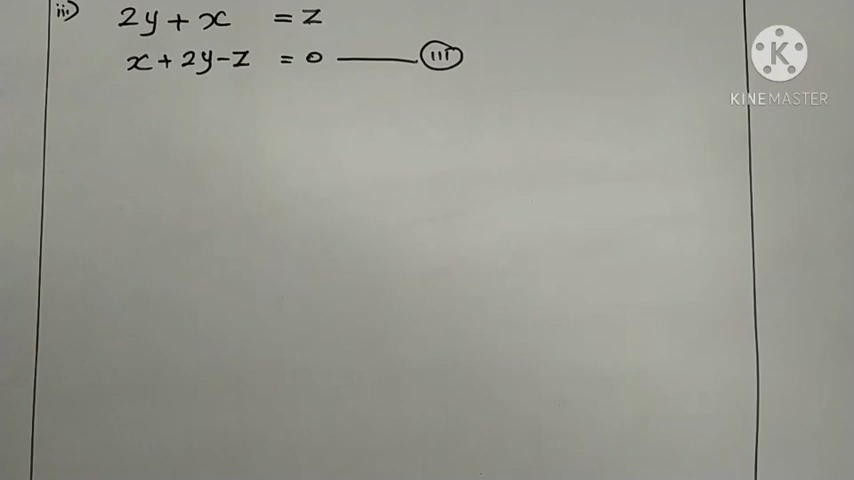 iii) 2y + x = z
x + 2y - z = 0 —— (iii)
KINEMASTER